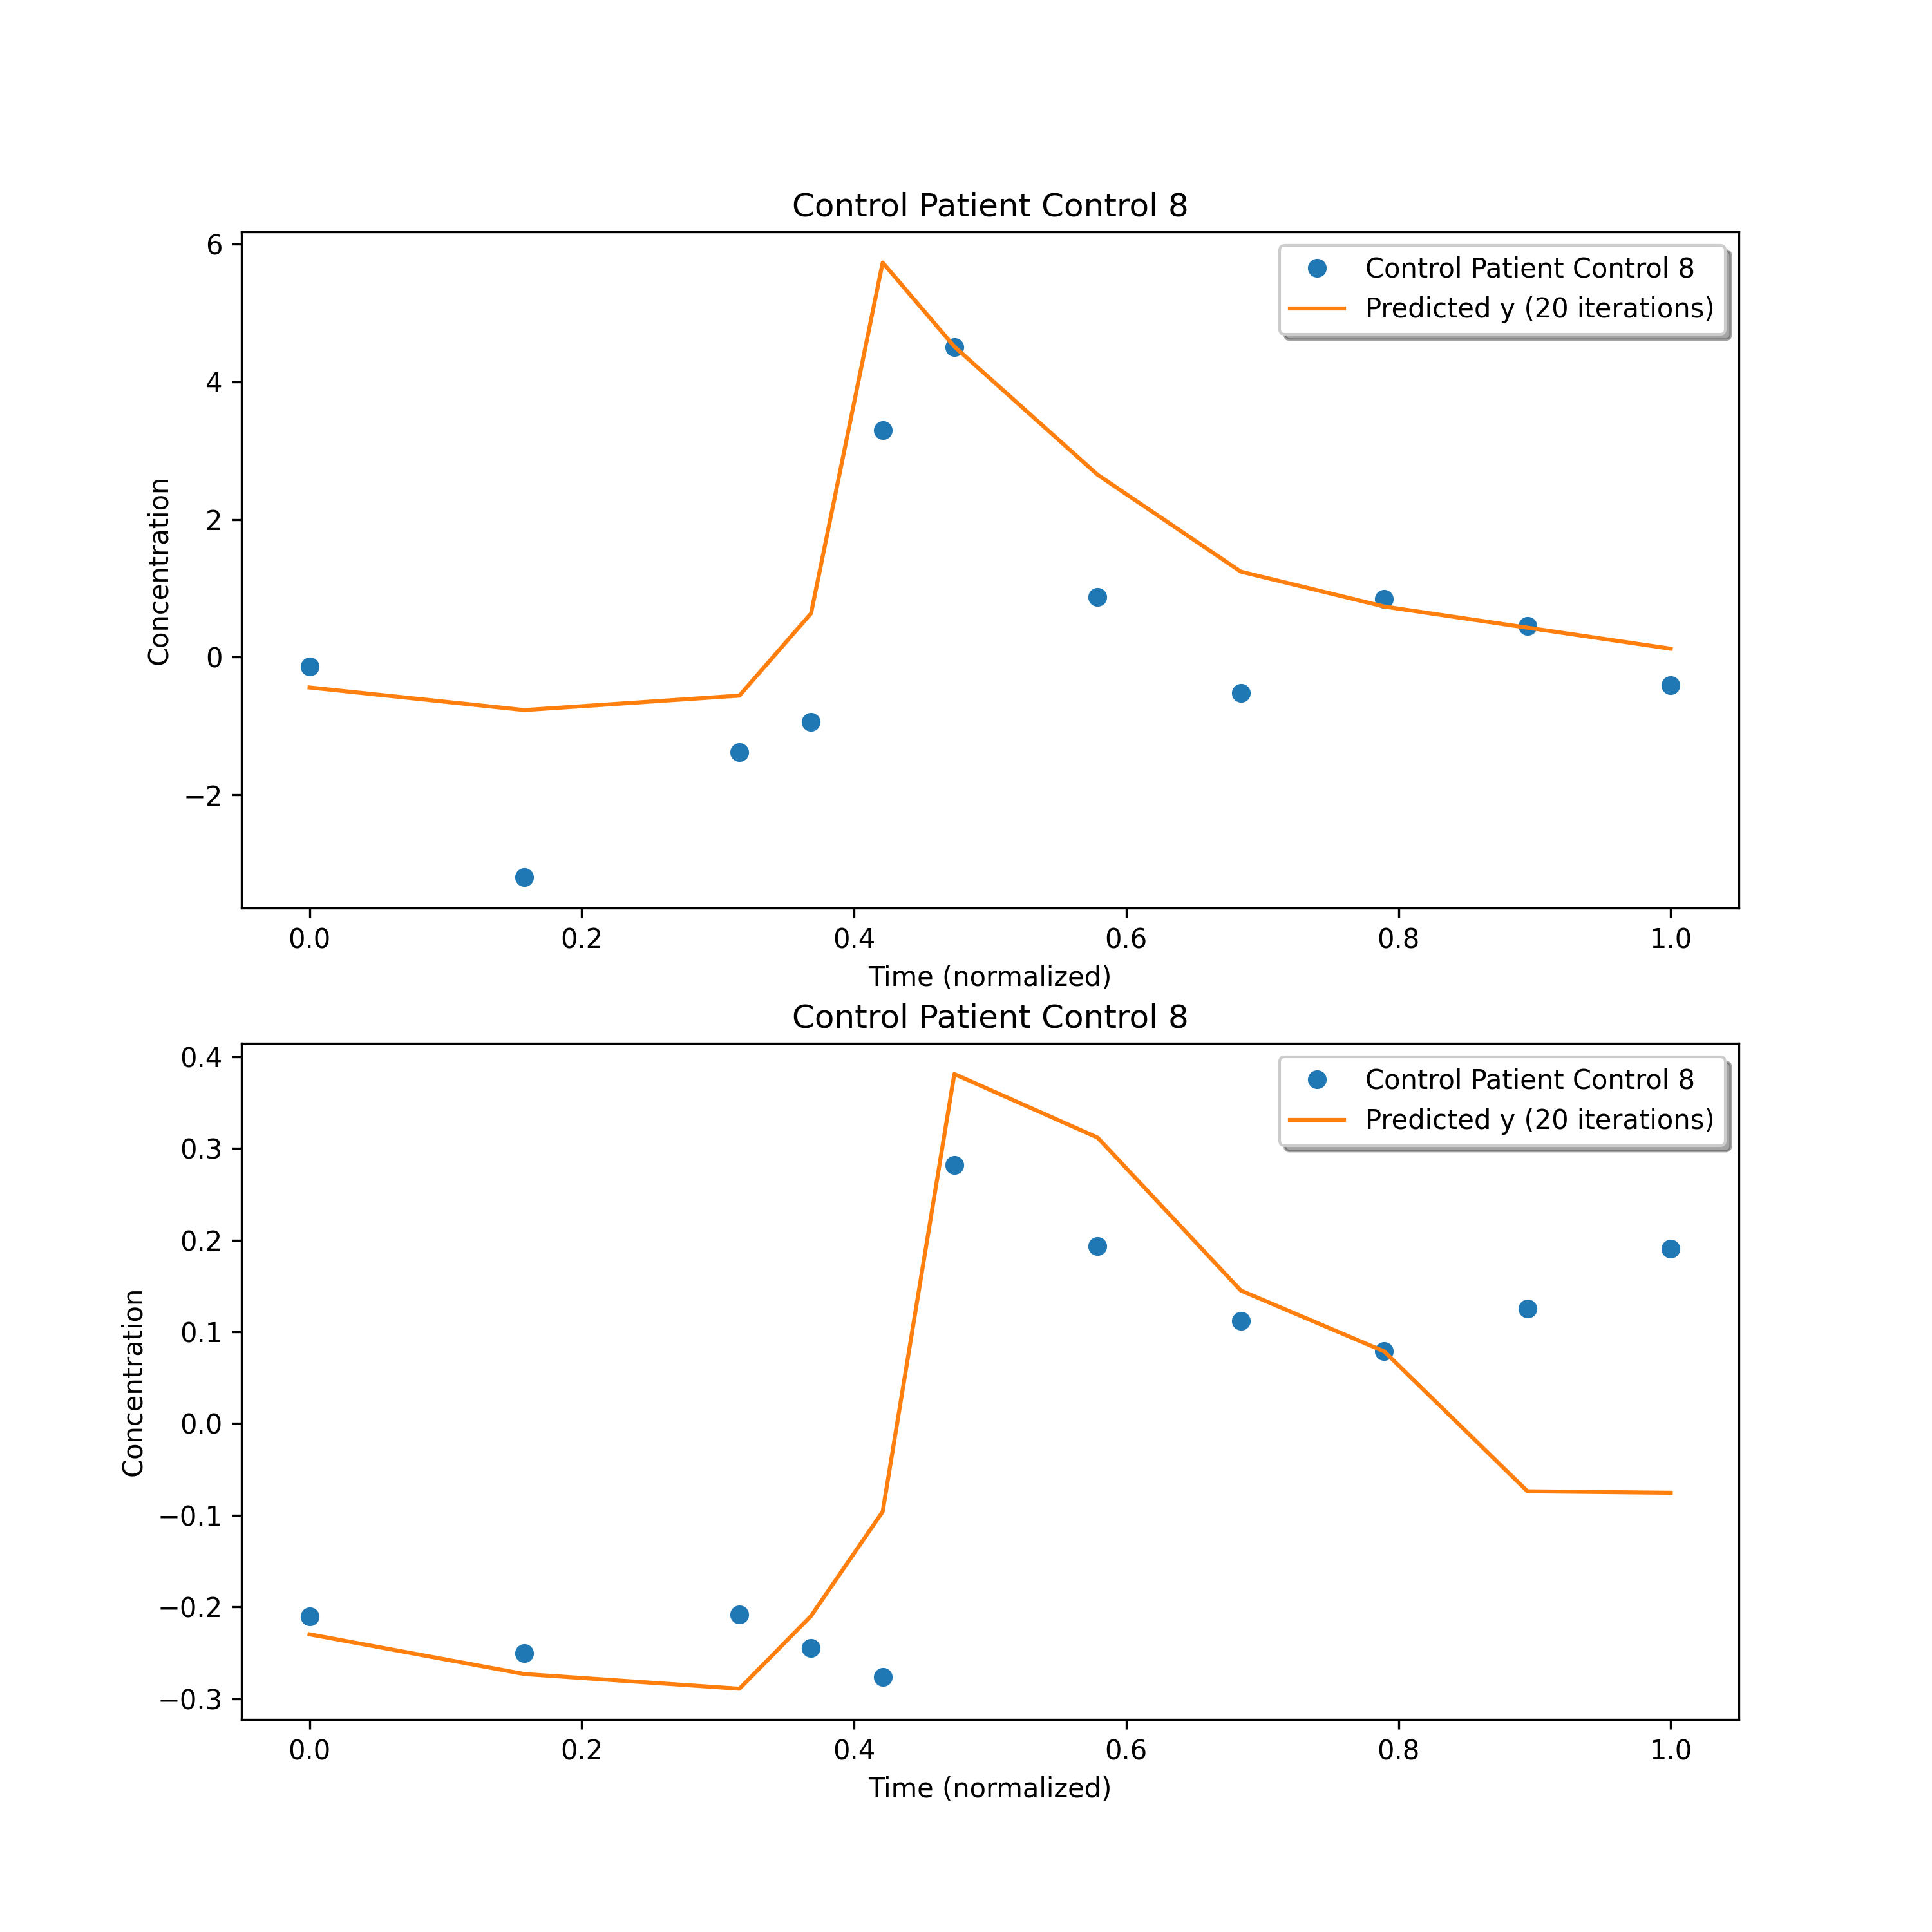 Control Patient Control 8
Control Patient Control 8
Predicted y (20 iterations)
6
4
2
0
−2
Concentration
0.0 0.2 0.4 0.6 0.8 1.0
Time (normalized)
Control Patient Control 8
Control Patient Control 8
Predicted y (20 iterations)
0.4
0.3
0.2
0.1
0.0
−0.1
−0.2
−0.3
Concentration
0.0 0.2 0.4 0.6 0.8 1.0
Time (normalized)